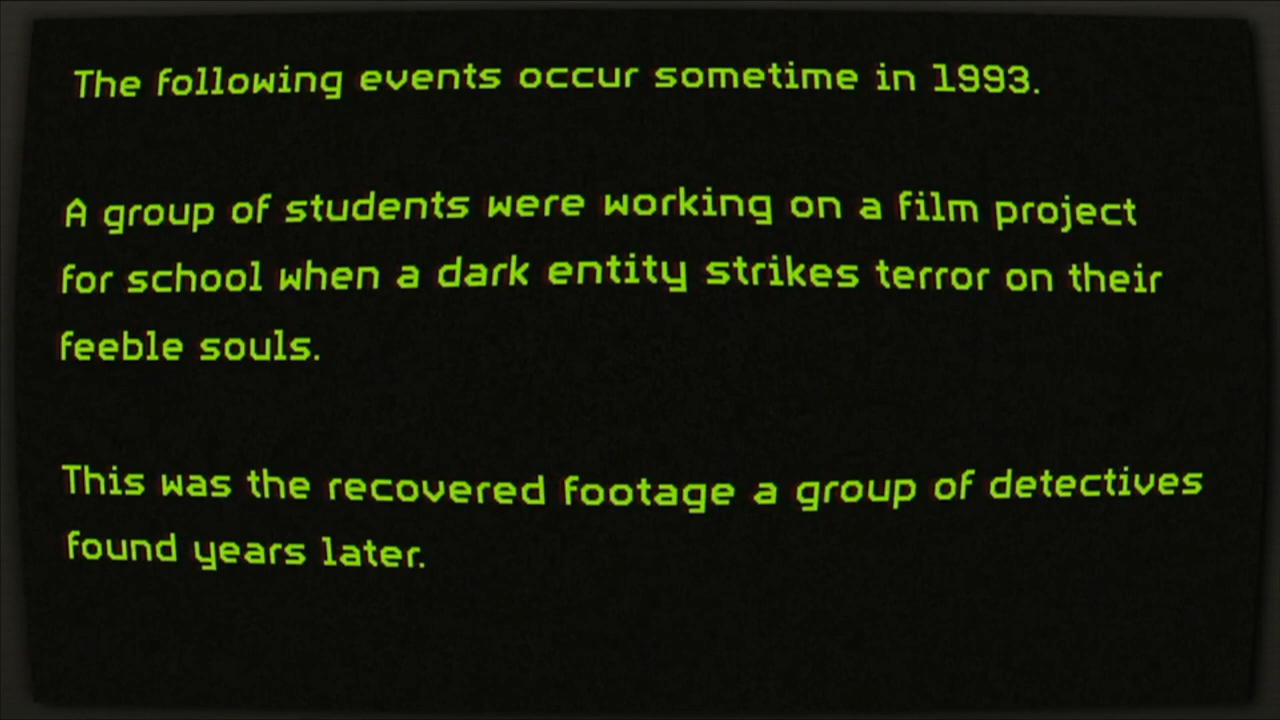 The following events occur sometime in 1993.
A group of students were working on a film project
for school when a dark entity strikes terror on their
feeble souls.
This was the recovered footage a group of detectives
found years later.